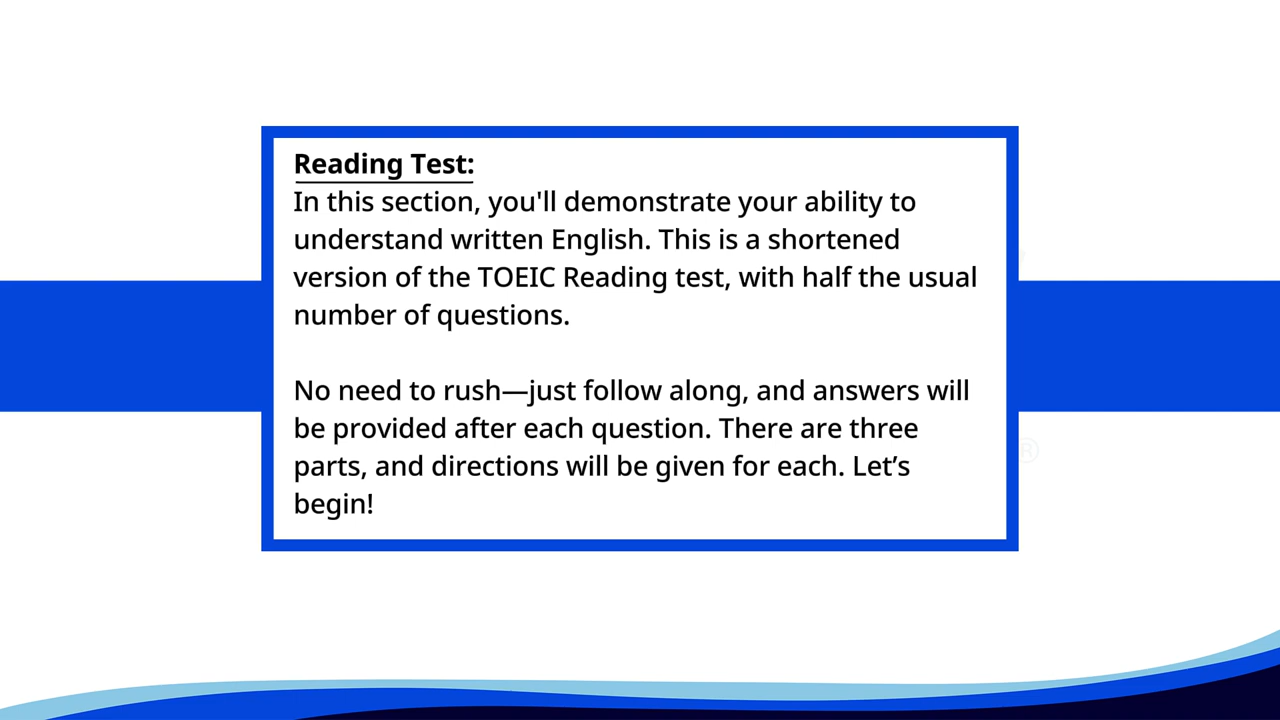 Reading Test:
In this section, you'll demonstrate your ability to
understand written English. This is a shortened
version of the TOEIC Reading test, with half the usual
number of questions.
No need to rush—just follow along, and answers will
be provided after each question. There are three
parts, and directions will be given for each. Let’s
begin!
®